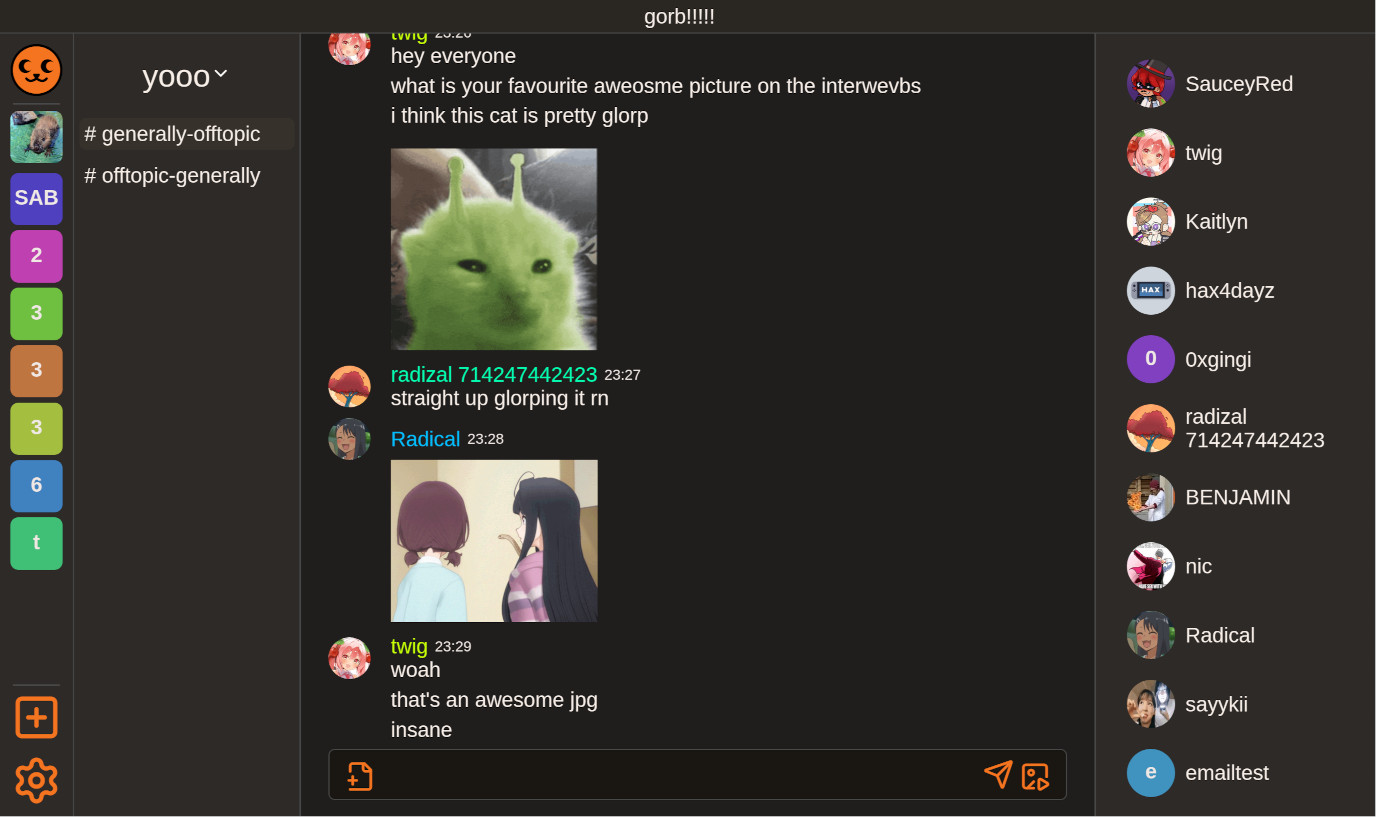 gorb!!!!!
yooo
# generally-offtopic
# offtopic-generally
SAB
2
3
3
3
6
t
twig 23:26
hey everyone
what is your favourite aweosme picture on the interwevbs
i think this cat is pretty glorp
radizal 714247442423 23:27
straight up glorping it rn
Radical 23:28
twig 23:29
woah
that's an awesome jpg
insane
SauceyRed
twig
Kaitlyn
HAX
hax4dayz
0
0xgingi
radizal
714247442423
BENJAMIN
nic
Radical
sayykii
e
emailtest